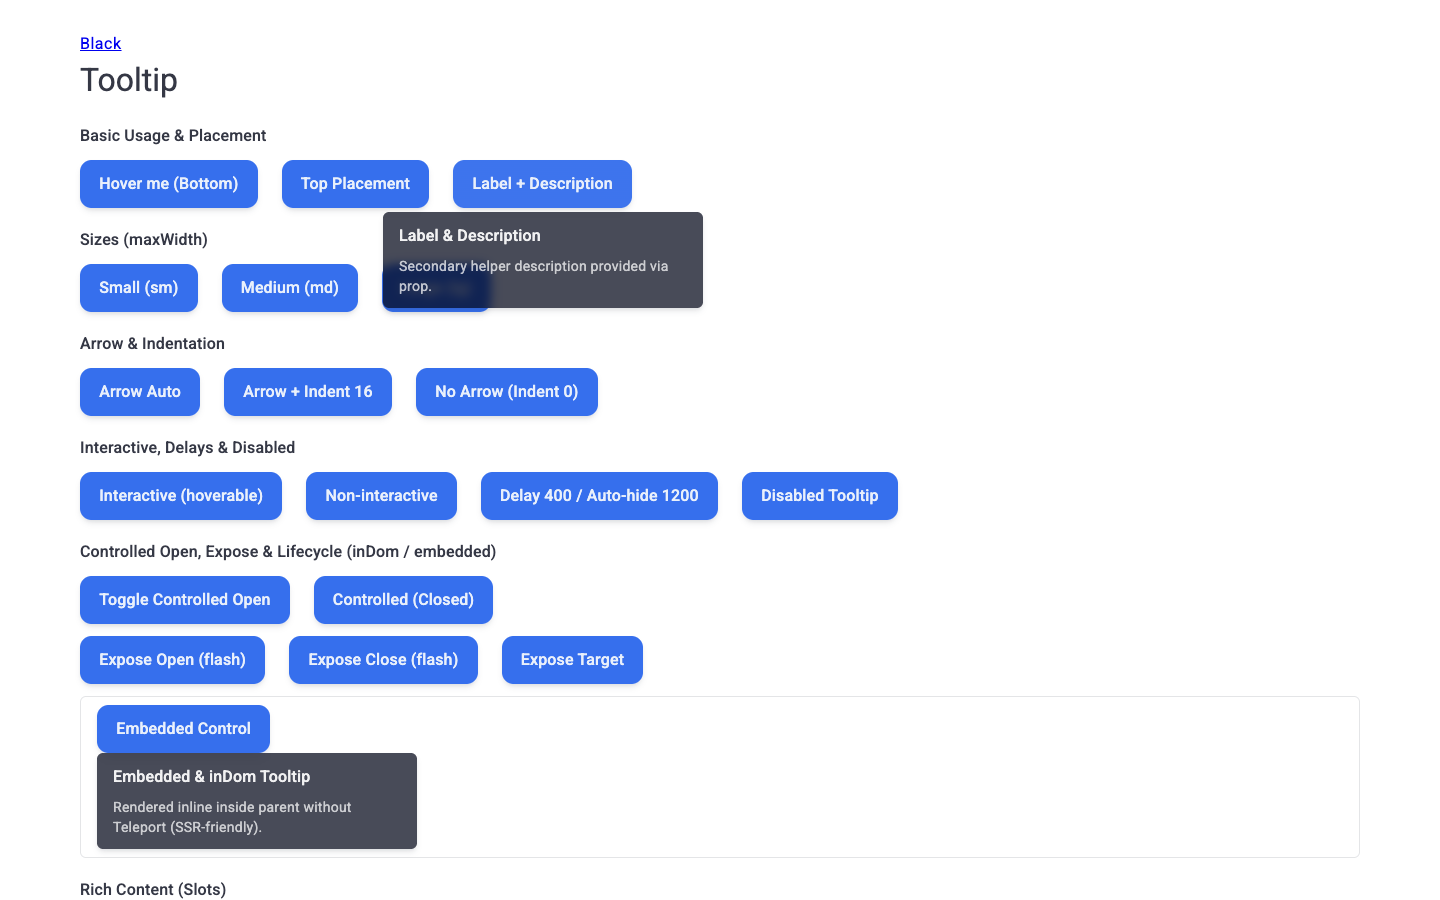 Black
Tooltip
Basic Usage & Placement
Hover me (Bottom)
Top Placement
Label + Description
Label & Description
Secondary helper description provided via
prop.
Sizes (maxWidth)
Small (sm)
Medium (md)
Arrow & Indentation
Arrow Auto
Arrow + Indent 16
No Arrow (Indent 0)
Interactive, Delays & Disabled
Interactive (hoverable)
Non-interactive
Delay 400 / Auto-hide 1200
Disabled Tooltip
Controlled Open, Expose & Lifecycle (inDom / embedded)
Toggle Controlled Open
Controlled (Closed)
Expose Open (flash)
Expose Close (flash)
Expose Target
Embedded Control
Embedded & inDom Tooltip
Rendered inline inside parent without
Teleport (SSR-friendly).
Rich Content (Slots)